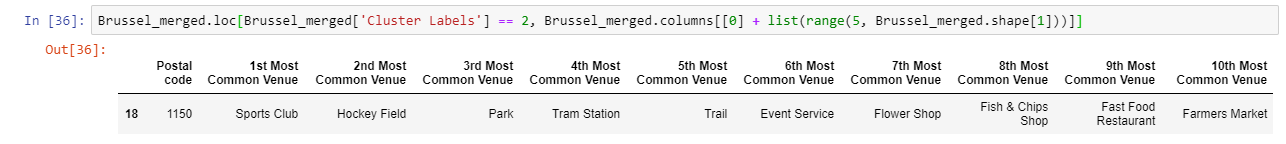 In [36]: Brussel_merged.loc[Brussel_merged['Cluster Labels'] == 2, Brussel_merged.columns[[0] + list(range(5, Brussel_merged.shape[1]))]]
Out[36]:
Postal code 1st Most Common Venue 2nd Most Common Venue 3rd Most Common Venue 4th Most Common Venue 5th Most Common Venue 6th Most Common Venue 7th Most Common Venue 8th Most Common Venue 9th Most Common Venue 10th Most Common Venue
18 1150 Sports Club Hockey Field Park Tram Station Trail Event Service Flower Shop Fish & Chips Shop Fast Food Restaurant Farmers Market